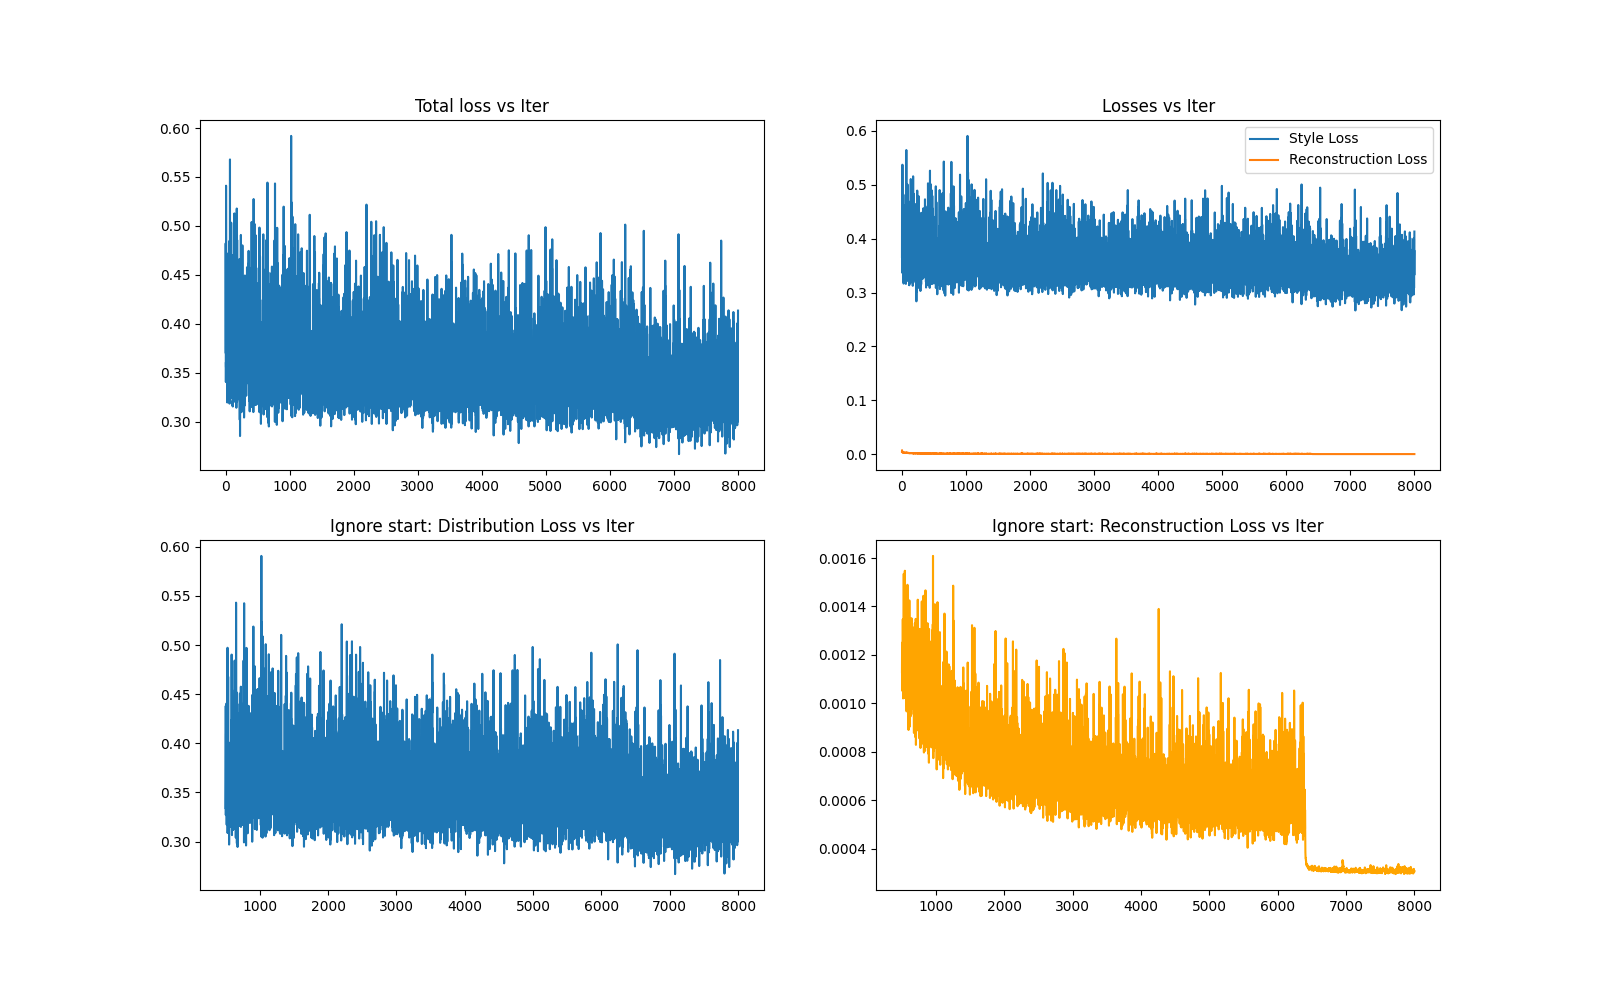 Total loss vs Iter
0.60
0.55
0.50
0.45
0.40
0.35
0.30
0 1000 2000 3000 4000 5000 6000 7000 8000
Losses vs Iter
Style Loss
Reconstruction Loss
0.6
0.5
0.4
0.3
0.2
0.1
0.0
0 1000 2000 3000 4000 5000 6000 7000 8000
Ignore start: Distribution Loss vs Iter
0.60
0.55
0.50
0.45
0.40
0.35
0.30
1000 2000 3000 4000 5000 6000 7000 8000
Ignore start: Reconstruction Loss vs Iter
0.0016
0.0014
0.0012
0.0010
0.0008
0.0006
0.0004
1000 2000 3000 4000 5000 6000 7000 8000